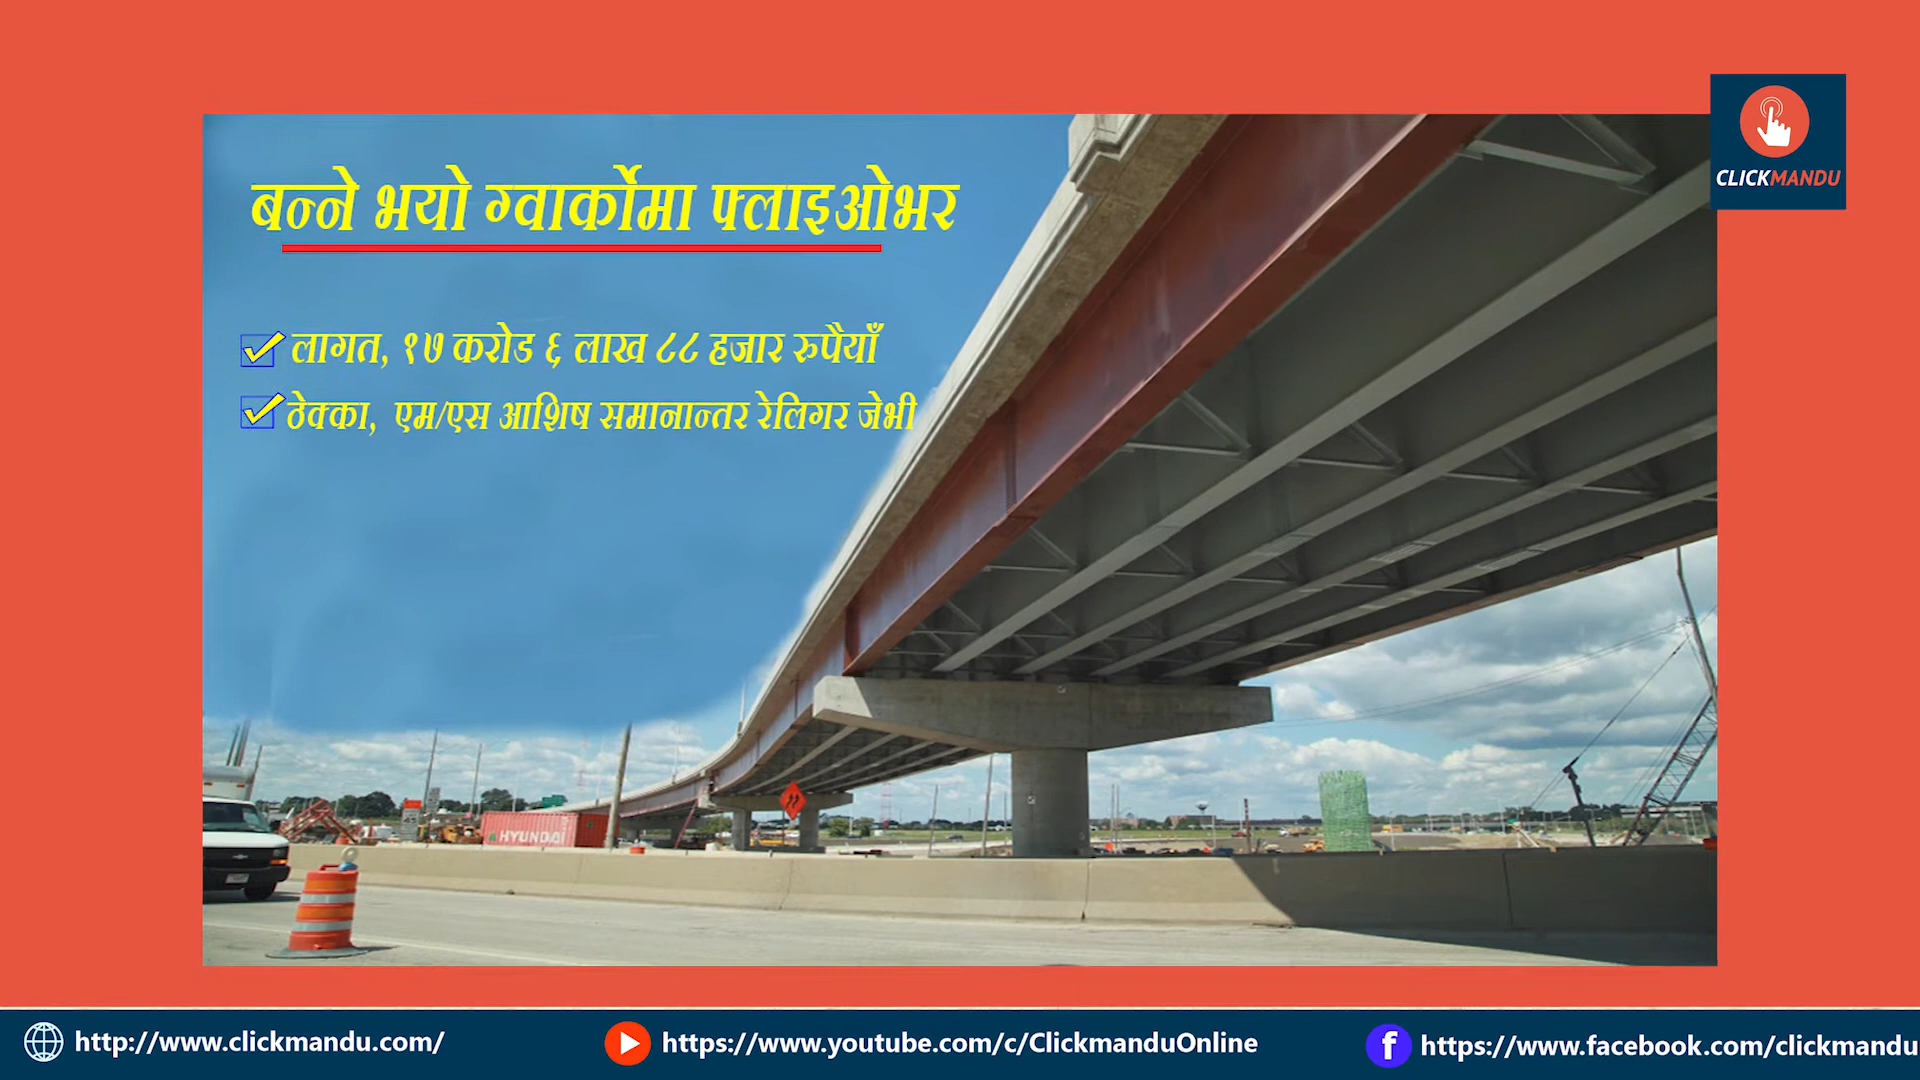 बन्ने भयो ग्वार्कोमा फ्लाइओभर
लागत, १७ करोड ६ लाख ८८ हजार रुपैयाँ
ठेक्का, एम/एस आशिष समानान्तर रेलिगर जेभी
CLICKMANDU
HYUNDAI
http://www.clickmandu.com/
https://www.youtube.com/c/ClickmanduOnline
https://www.facebook.com/clickmandu